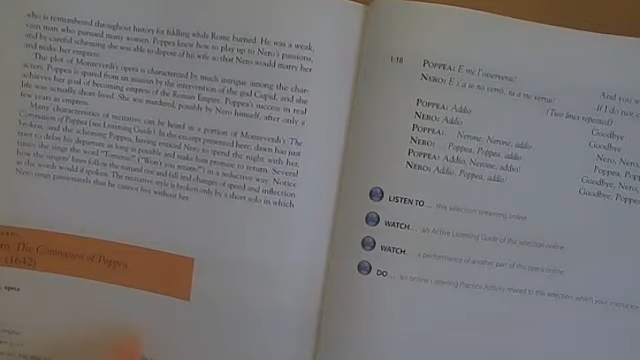 who is remembered throughout history for fiddling while Rome burned. He was a weak,
vain man who pursued many women. Poppea knew how to play up to Nero's passions,
and by careful scheming she was able to dispose of his wife so that Nero would marry her
and make her empress.
The plot of Monteverdi's opera is characterized by much intrigue among the char-
acters. Poppea is spared from an assassin by the intervention of the god Cupid, and she
achieves her goal of becoming empress of the Roman Empire. Poppea's success in real
life was actually short-lived. She was murdered, possibly by Nero himself, after only a
few years as empress.
Many characteristics of recitative can be heard in a portion of Monteverdi's The
Coronation of Poppea (see Listening Guide). In the excerpt presented here, dawn has just
broken, and the scheming Poppea, having enticed Nero to spend the night with her,
tries to delay his departure as long as possible and make him promise to return. Several
times she sings the word "Tornerai?" ("Won't you return?") in a seductive way. Notice
how the singers' lines follow the natural rise and fall and changes of speed and inflection
as the words would if spoken. The recitative style is broken only by a short solo in which
Nero sings passionately that he cannot live without her.
The Coronation of Poppea
(1642)
opera
1:18
POPPEA: E me l'osserverai?
NERO: E s'a te non verrò, tu a me verrai!
And you
If I do not c
(Two lines repeated)
POPPEA: Addio Goodbye
NERO: Addio Goodbye
POPPEA: ... Nerone, Nerone, addio Nero, Nero,
NERO: ... Poppea, Poppea, addio Poppea, Popp
POPPEA: Addio, Nerone, addio! Goodbye, Nero,
NERO: Addio, Poppea, addio! Goodbye, Poppea
LISTEN TO ... this selection streaming online
WATCH... an Active Listening Guide of this selection online
WATCH... a performance of another part of this opera online
DO... an online Listening Practice Activity related to this selection, which your instructor